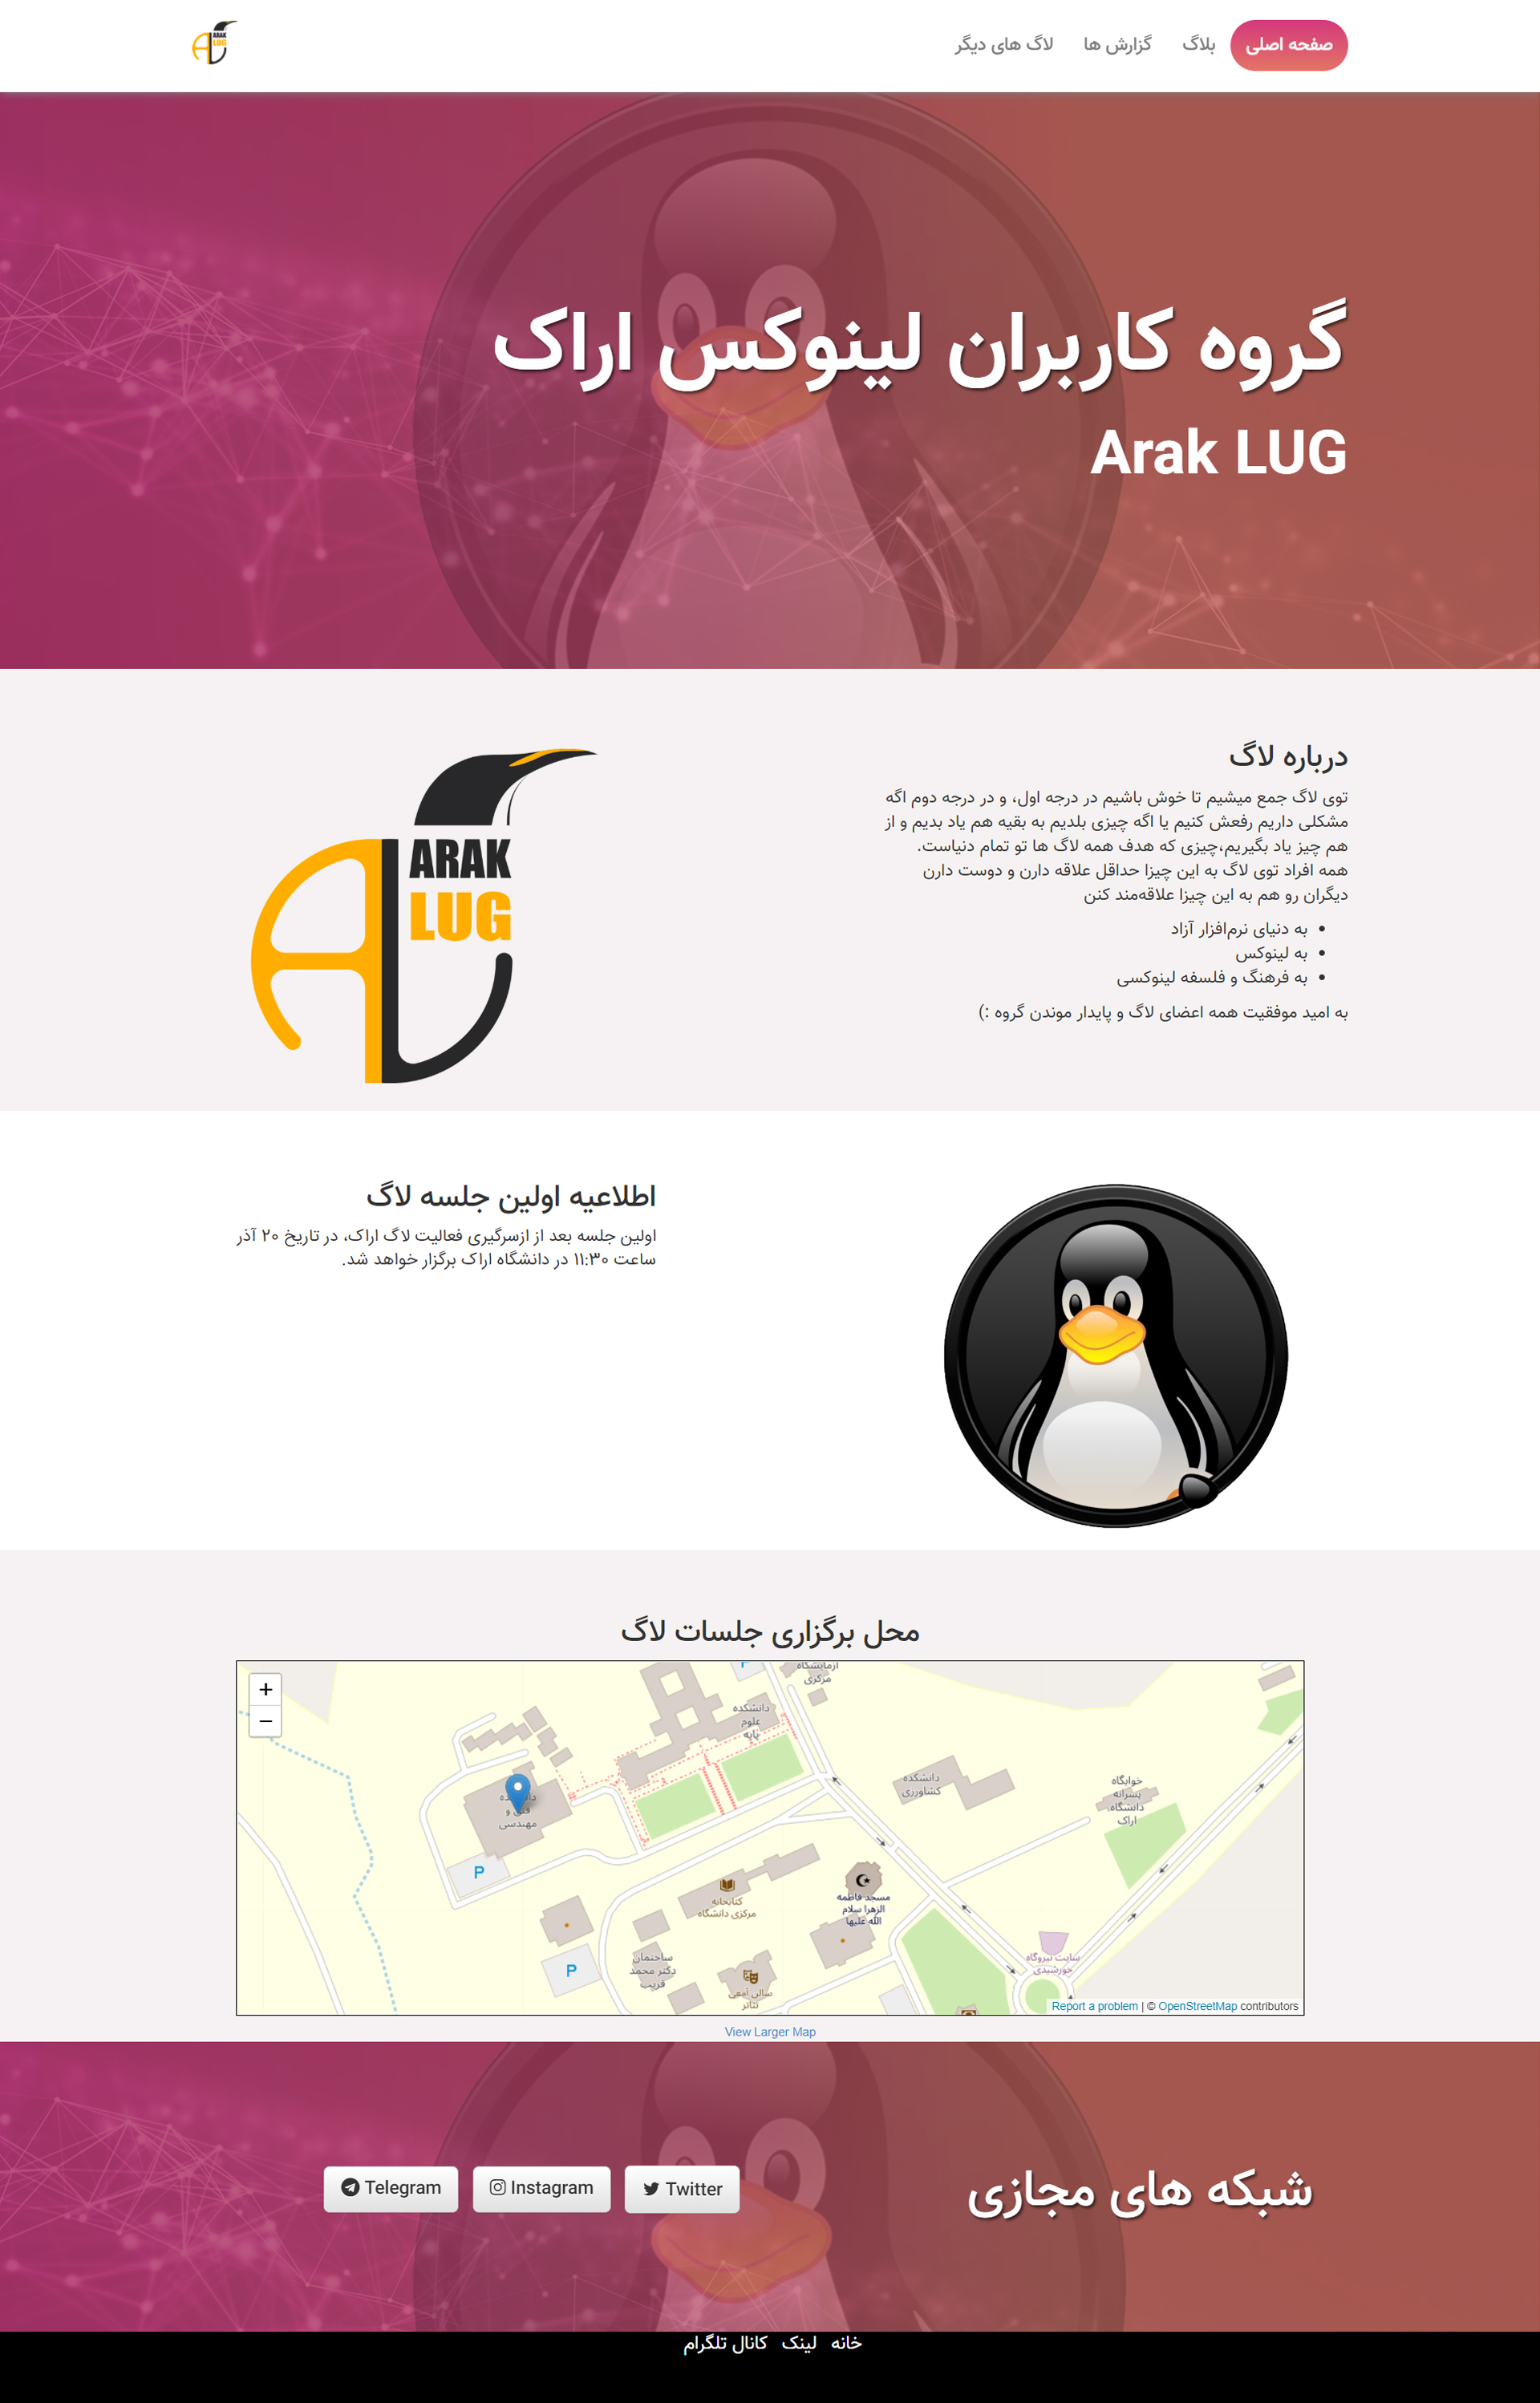 صفحه اصلی
بلاگ
گزارش ها
لاگ های دیگر
ARAK
LUG
گروه کاربران لینوکس اراک
Arak LUG
درباره لاگ
توی لاگ جمع میشیم تا خوش باشیم در درجه اول، و در درجه دوم اگه
مشکلی داریم رفعش کنیم یا اگه چیزی بلدیم به بقیه هم یاد بدیم و از
هم چیز یاد بگیریم،چیزی که هدف همه لاگ ها تو تمام دنیاست.
همه افراد توی لاگ به این چیزا حداقل علاقه دارن و دوست دارن
دیگران رو هم به این چیزا علاقه‌مند کنن
• به دنیای نرم‌افزار آزاد
• به لینوکس
• به فرهنگ و فلسفه لینوکسی
به امید موفقیت همه اعضای لاگ و پایدار موندن گروه :)
ARAK
LUG
اطلاعیه اولین جلسه لاگ
اولین جلسه بعد از ازسرگیری فعالیت لاگ اراک، در تاریخ ۲۰ آذر
ساعت ۱۱:۳۰ در دانشگاه اراک برگزار خواهد شد.
محل برگزاری جلسات لاگ
+
−
P
آزمایشگاه
مرکزی
دانشکده
علوم
پایه
دانشکده
فنی و
مهندسی
دانشکده
کشاورزی
خوابگاه
پسرانه
دانشگاه
اراک
P
کتابخانه
مرکزی دانشگاه
مسجد فاطمه
الزهرا سلام
الله علیها
ساختمان
دکتر محمد
قریب
P
سالن آمفی
تئاتر
سایت نیروگاه
خورشیدی
Report a problem | © OpenStreetMap contributors
View Larger Map
شبکه های مجازی
Twitter
Instagram
Telegram
خانه
لینک
کانال تلگرام